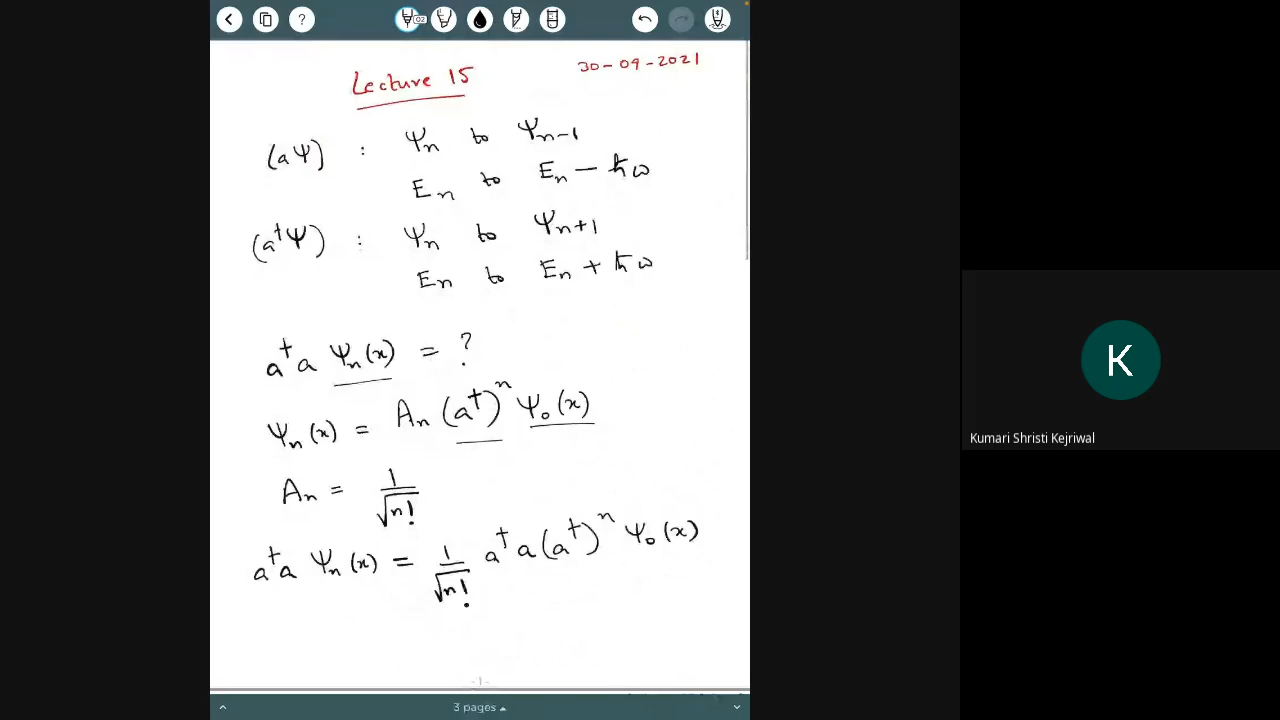 Lecture 15
30-09-2021
(aΨ) : Ψn to Ψn-1
En to En - ħω
(a†Ψ) : Ψn to Ψn+1
En to En + ħω
a†a Ψn(x) = ?
Ψn(x) = An (a†)^n Ψ0(x)
An = 1/√n!
a†a Ψn(x) = 1/√n! a†a(a†)^n Ψ0(x)
-1-
3 pages
K
Kumari Shristi Kejriwal